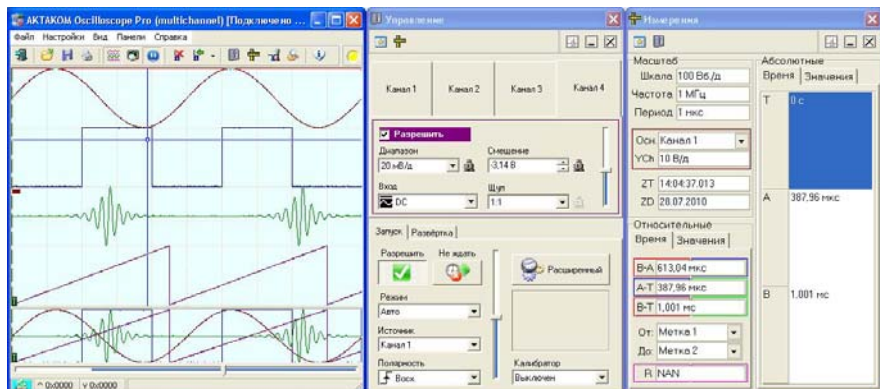 АКТАКОМ Oscilloscope Pro (multichannel) [Подключено ...
Файл Настройки Вид Панели Справка
^ 0x0000 v 0x0000
Управление
Канал 1 Канал 2 Канал 3 Канал 4
Разрешить
Диапазон Смещение
20 мВ/д -3,14 В
Вход Щуп
DC 1:1
Запуск Развёртка
Разрешить Не ждать
Расширенный
Режим
Авто
Источник
Канал 1
Полярность Калибратор
Восх Выключен
Измерения
Масштаб
Шкала 100 Вб./д
Частота 1 МГц
Период 1 мкс
Осн. Канал 1
YCh 10 В/д
ZT 14:04:37.013
ZD 28.07.2010
Относительные
Время Значения
B-A 613,04 мкс
A-T 387,96 мкс
B-T 1,001 мс
От: Метка 1
До: Метка 2
R NAN
Абсолютные
Время Значения
T 0 с
A 387,96 мкс
B 1,001 мс